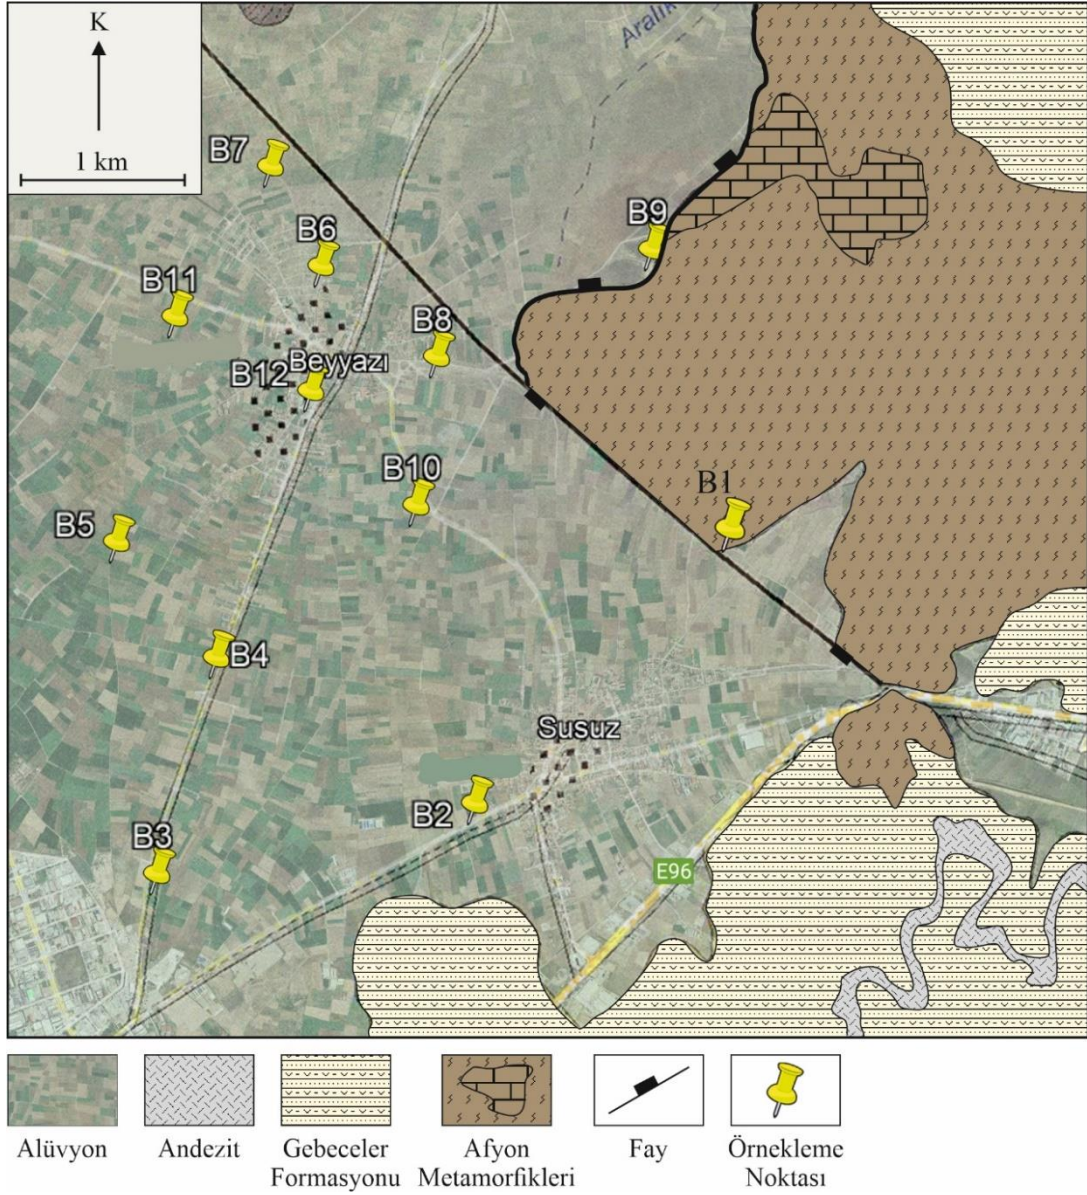 K
1 km
Aralık
B7
B6
B9
B11
B8
Beyyazı
B12
B10
B1
B5
B4
Susuz
B2
B3
E96
Alüvyon
Andezit
Gebeceler
Formasyonu
Afyon
Metamorfikleri
Fay
Örnekleme
Noktası